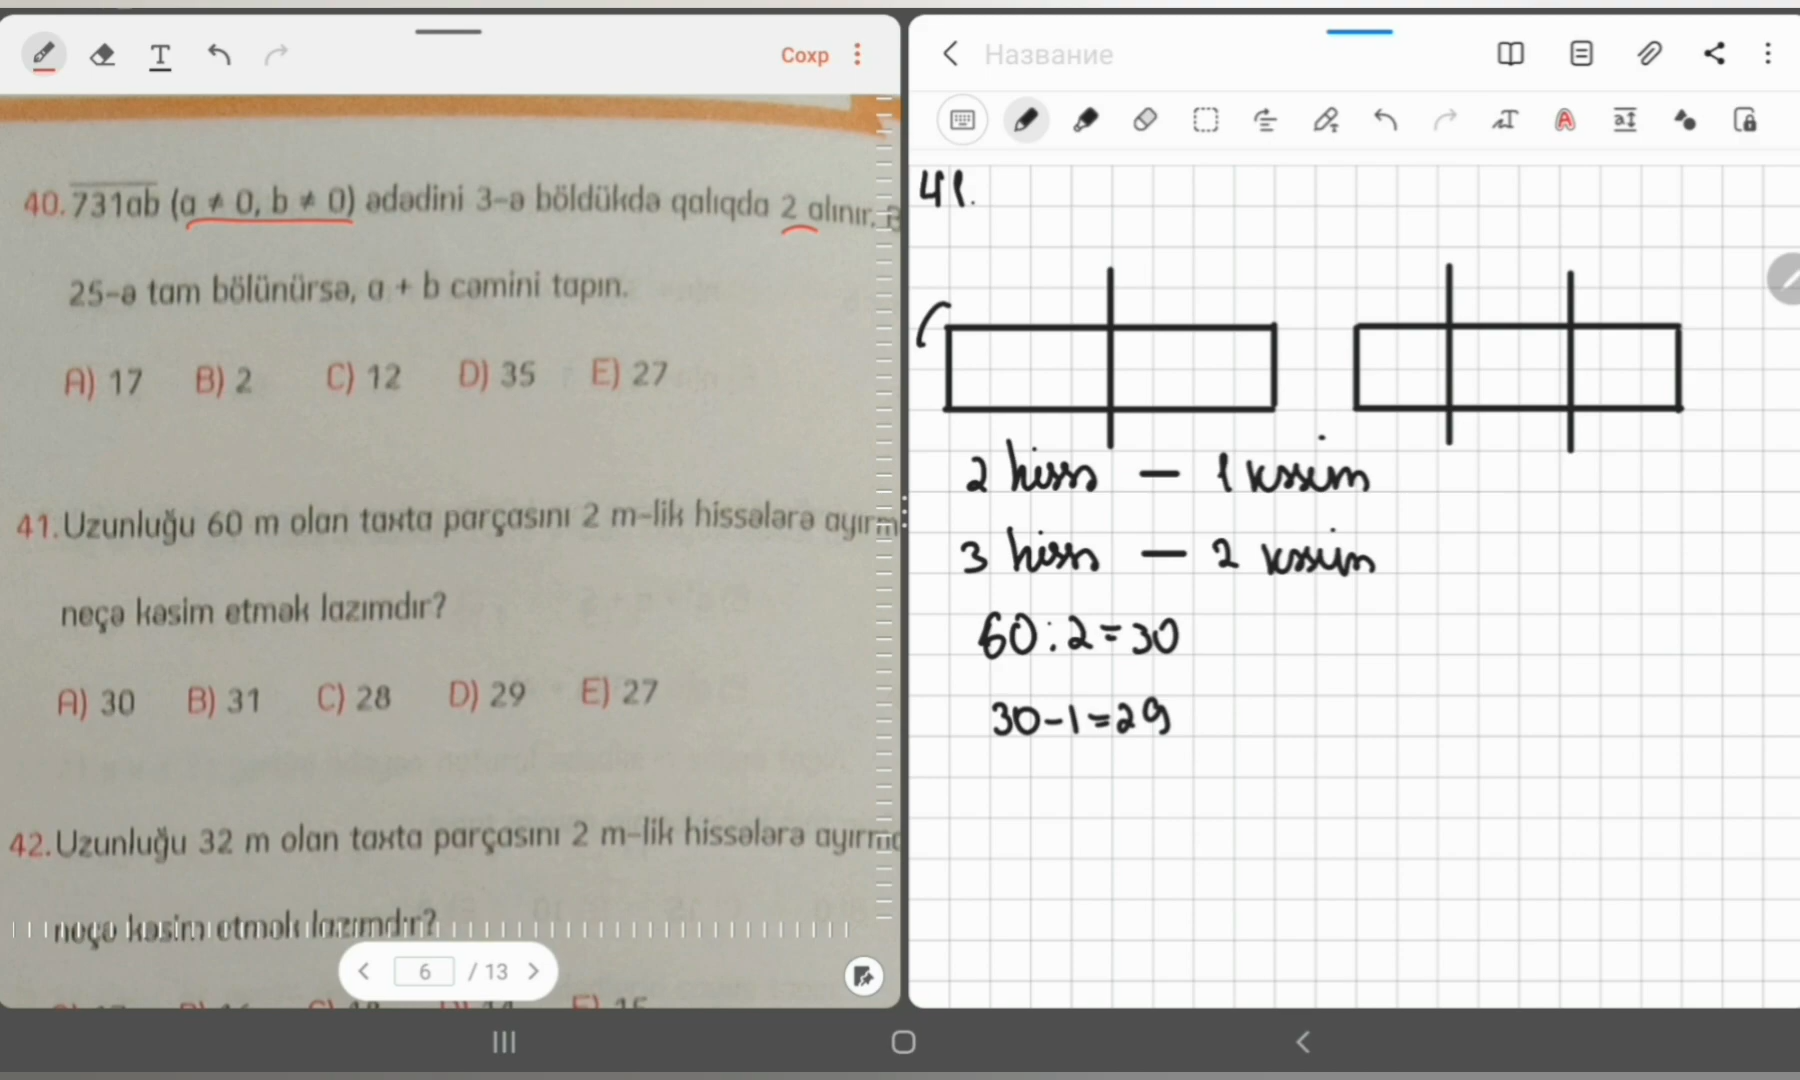 Сохр
40. 731ab (a ≠ 0, b ≠ 0) ədədini 3-ə böldükdə qalıqda 2 alınır.
25-ə tam bölünürsə, a + b cəmini tapın.
A) 17 B) 2 C) 12 D) 35 E) 27
41. Uzunluğu 60 m olan taxta parçasını 2 m-lik hissələrə ayırm
neçə kəsim etmək lazımdır?
A) 30 B) 31 C) 28 D) 29 E) 27
42. Uzunluğu 32 m olan taxta parçasını 2 m-lik hissələrə ayırma
neçə kəsim etmək lazımdır?
6 / 13
Название
41.
2 hissə — 1 kəsim
3 hissə — 2 kəsim
60 : 2 = 30
30 - 1 = 29